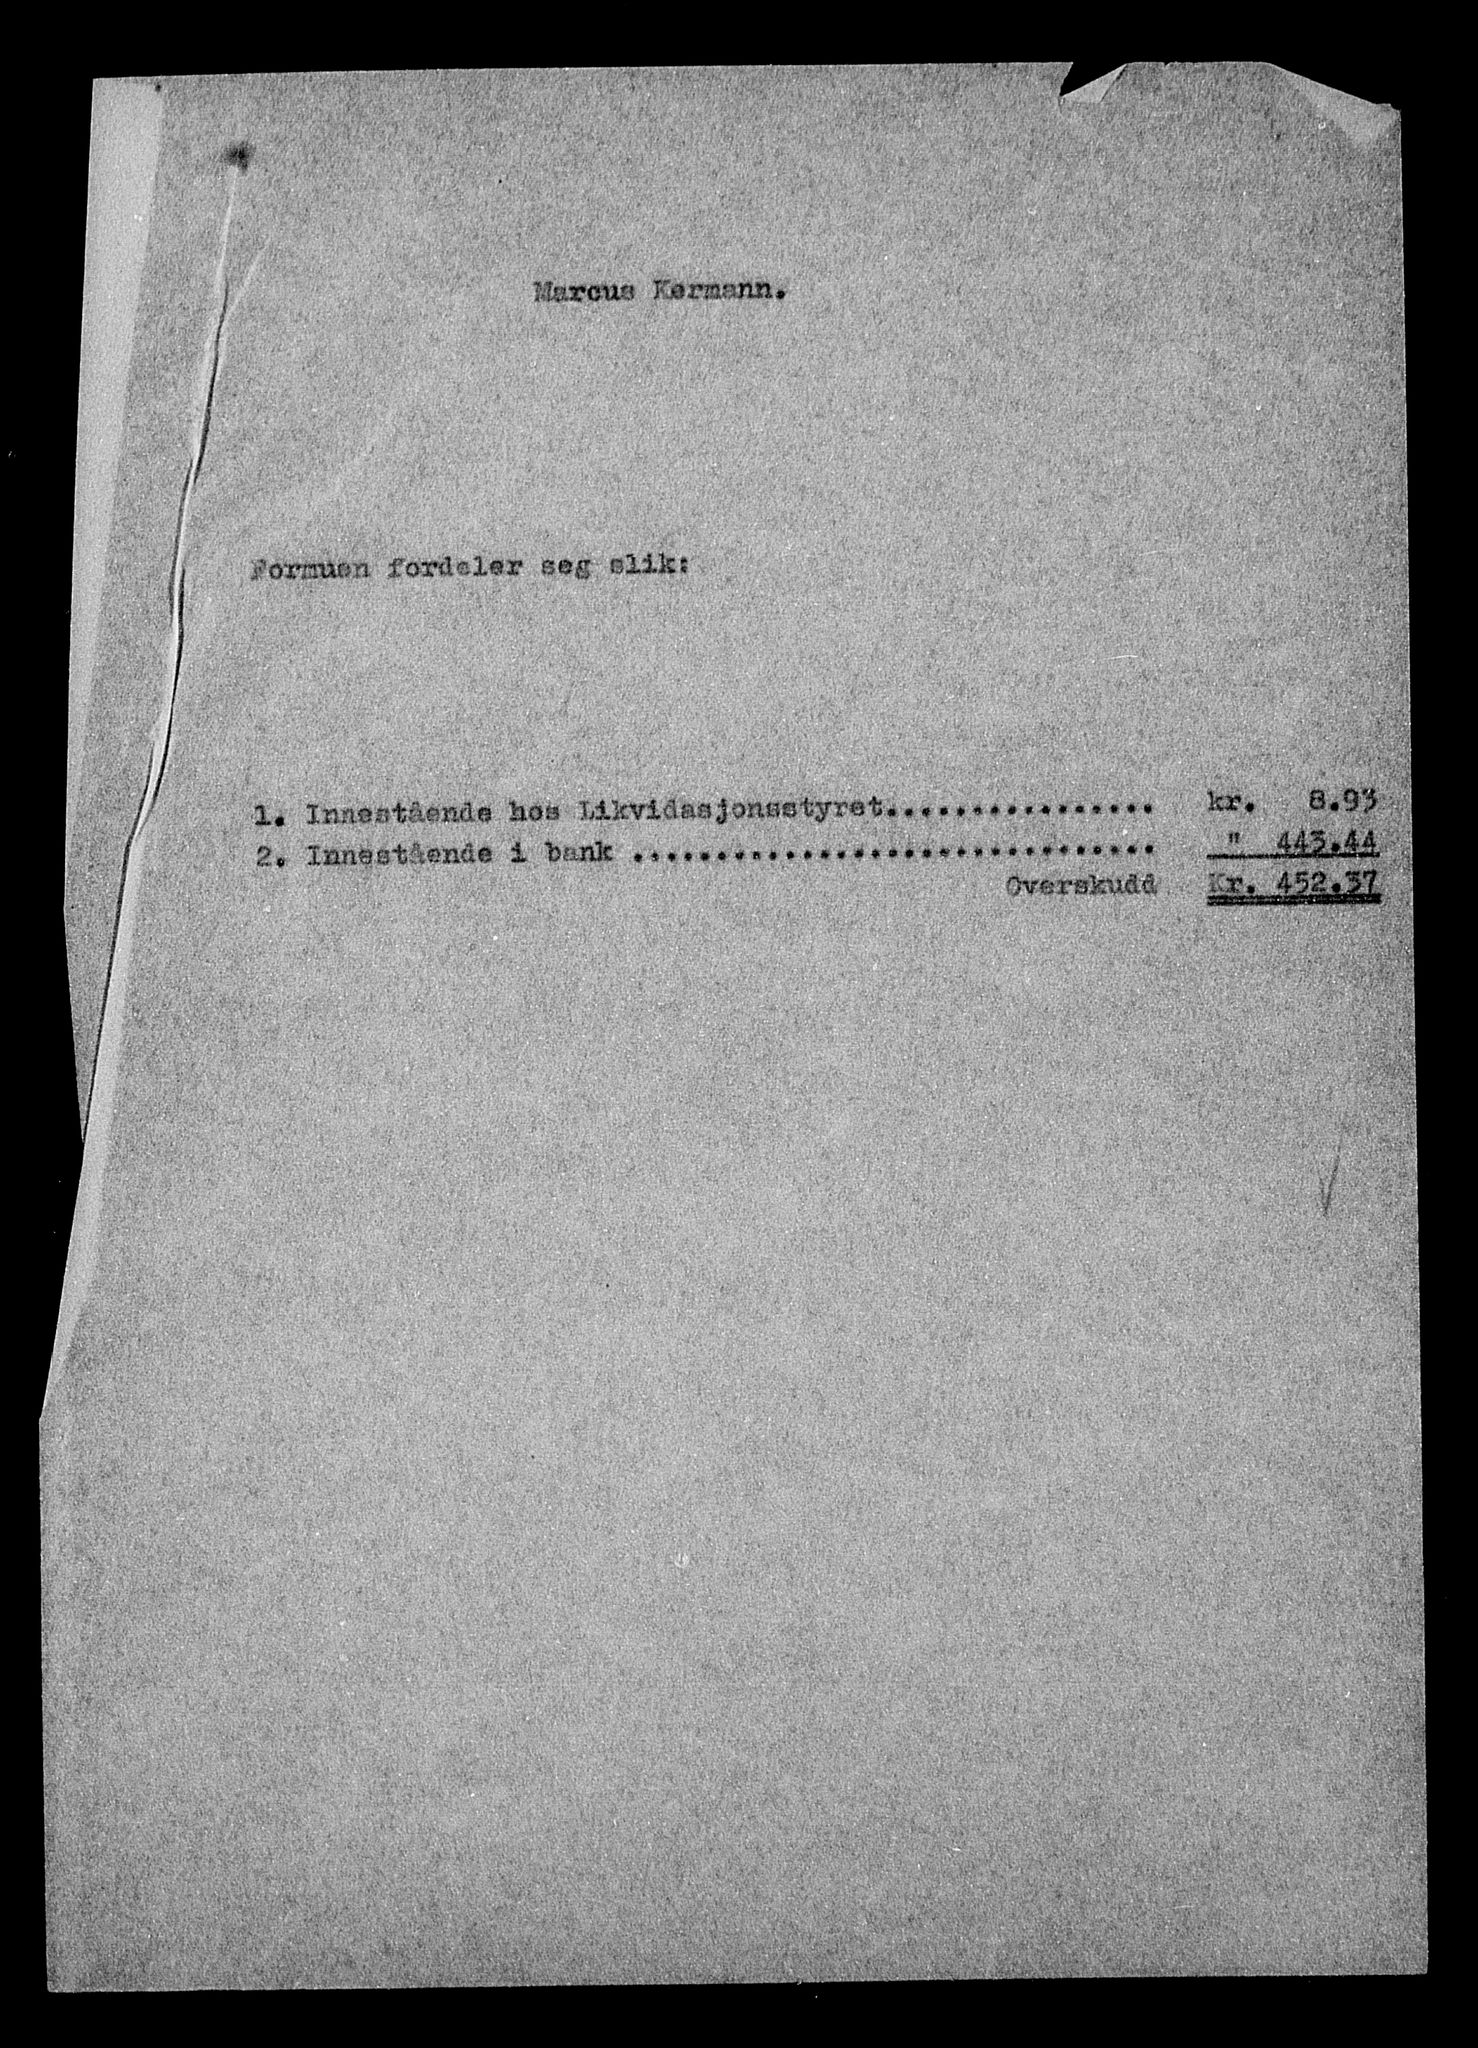 Marcus Kermann.
Formuen fordeler seg slik:
1. Innestående hos Likvidasjonsstyret................ kr. 8.93
2. Innestående i bank ............................... " 443.44
Overskudd Kr. 452.37